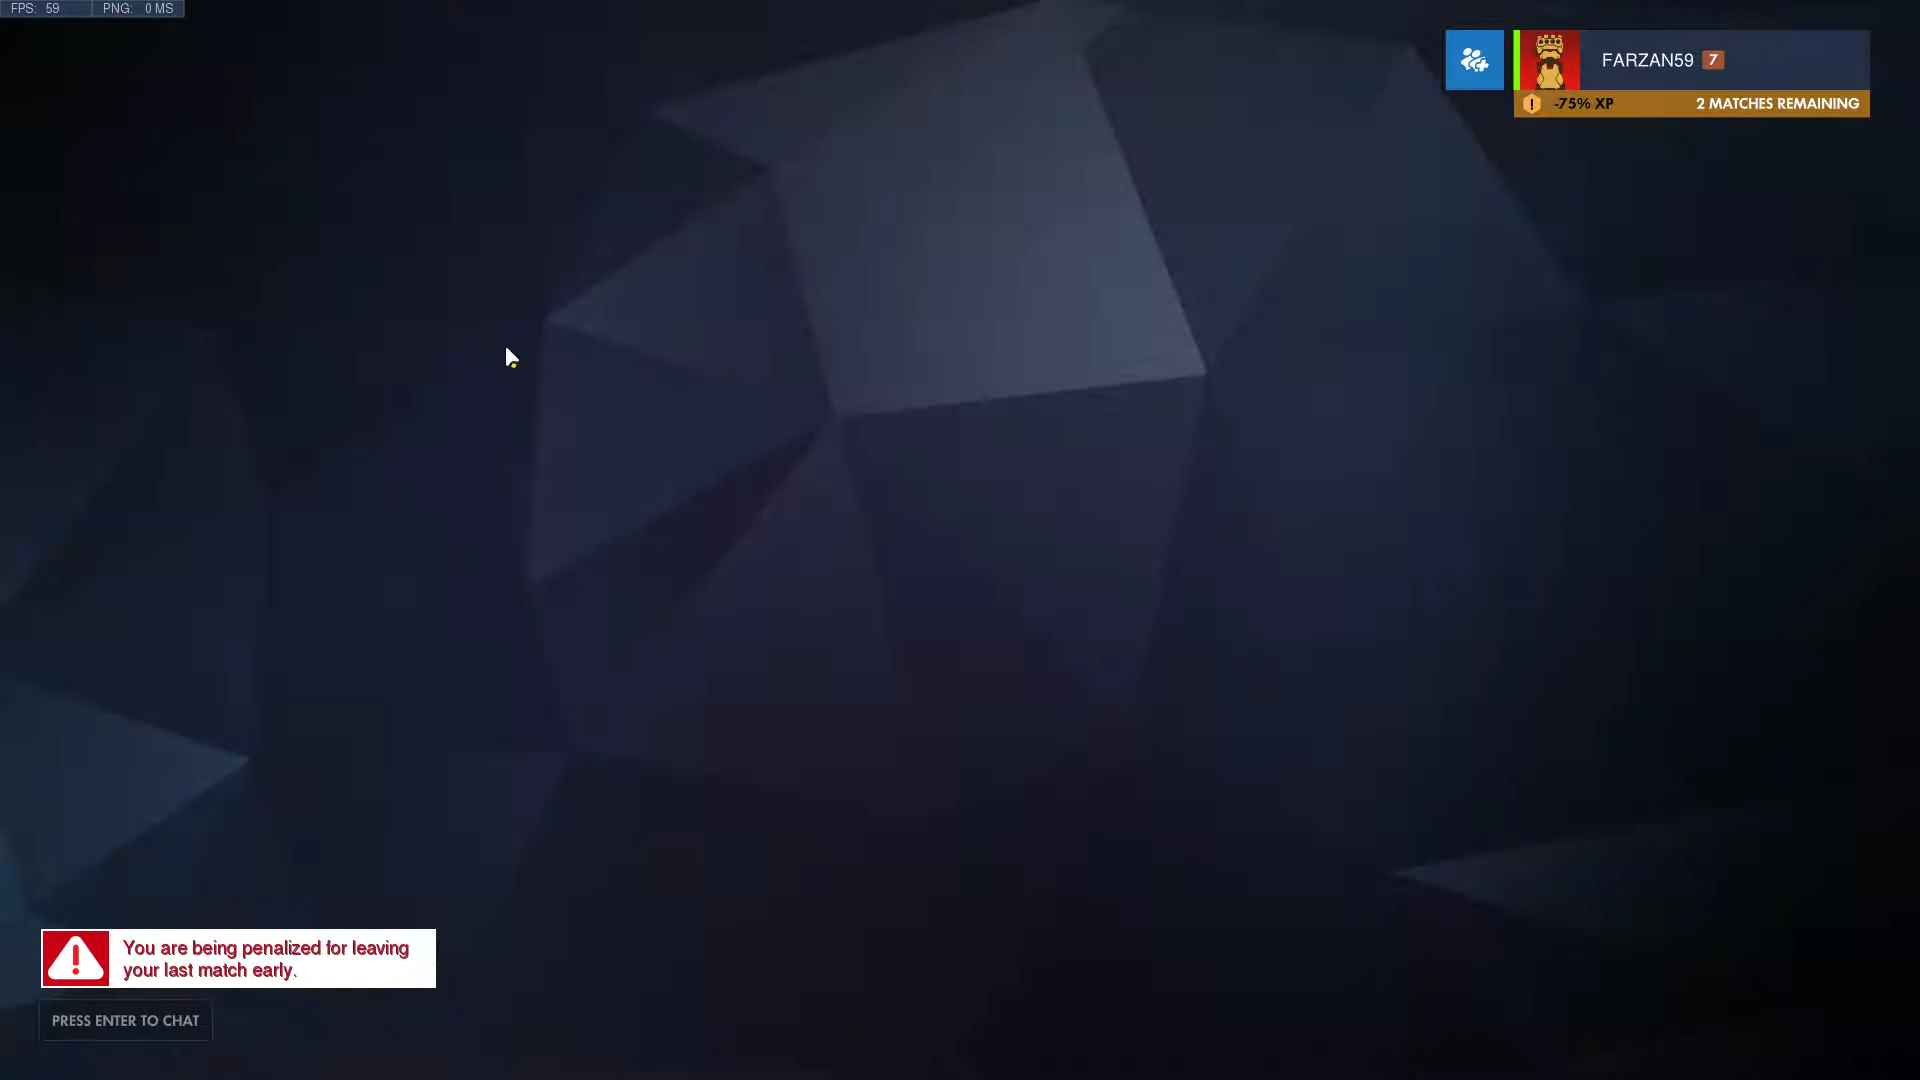 FPS: 59 PNG: 0 MS
FARZAN59 7
! -75% XP 2 MATCHES REMAINING
You are being penalized for leaving
your last match early.
PRESS ENTER TO CHAT